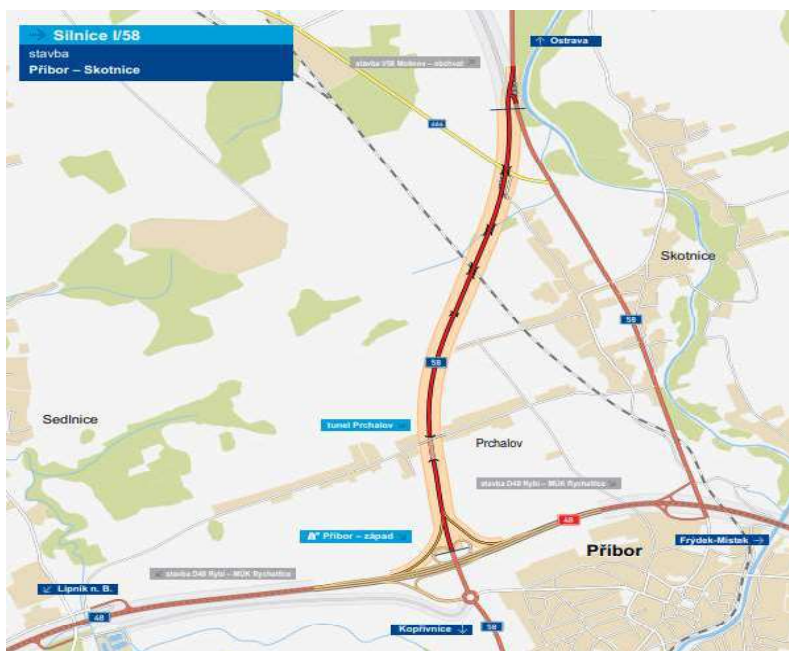 Silnice I/58
stavba
Příbor – Skotnice
Ostrava
stavba I/58 Mošnov – obchvat
464
Skotnice
58
58
Sedlnice
tunel Prchalov
Prchalov
stavba D48 Rybí – MÚK Rychaltice
48
Příbor – západ
Příbor
Frýdek-Místek
stavba D48 Rybí – MÚK Rychaltice
Lipník n. B.
48
Kopřivnice
58